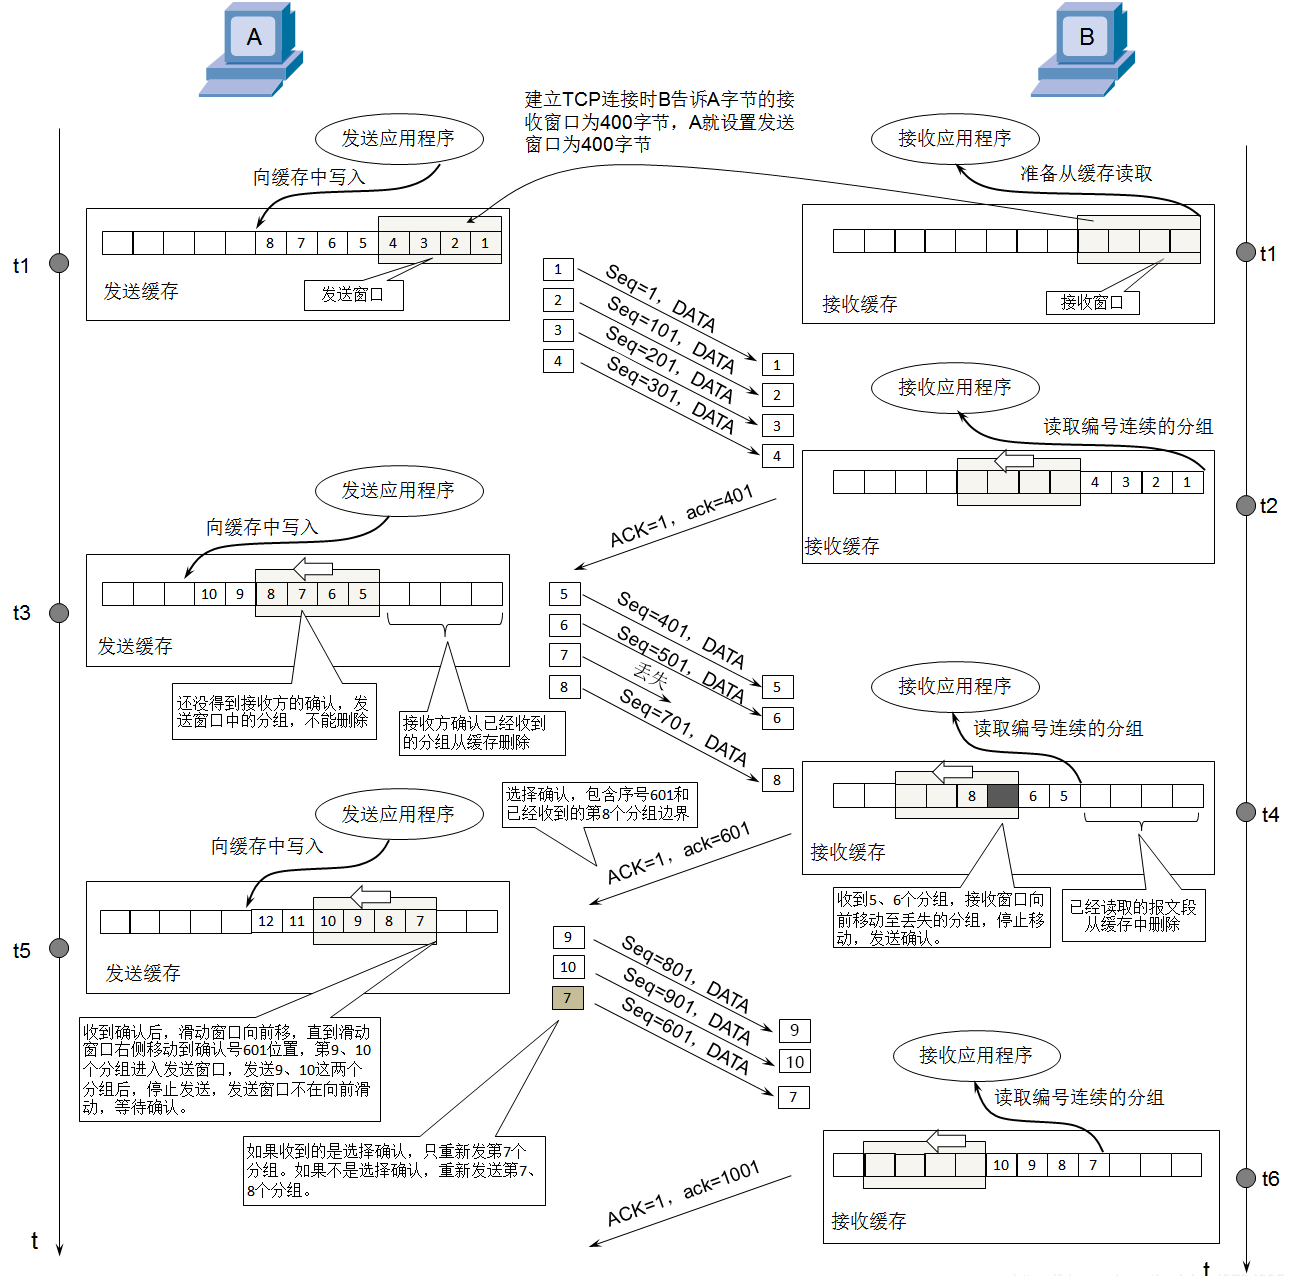 A
B
建立TCP连接时B告诉A字节的接
收窗口为400字节，A就设置发送
窗口为400字节
发送应用程序
接收应用程序
向缓存中写入
准备从缓存读取
8 7 6 5 4 3 2 1
t1
发送窗口
发送缓存
t1
接收窗口
接收缓存
1 Seq=1，DATA 1
2 Seq=101，DATA 2
3 Seq=201，DATA 3
4 Seq=301，DATA 4
接收应用程序
读取编号连续的分组
4 3 2 1
t2
接收缓存
ACK=1，ack=401
发送应用程序
向缓存中写入
10 9 8 7 6 5
t3
发送缓存
还没得到接收方的确认，发
送窗口中的分组，不能删除
接收方确认已经收到
的分组从缓存删除
5 Seq=401，DATA 5
6 Seq=501，DATA 6
7 丢失
8 Seq=701，DATA 8
接收应用程序
读取编号连续的分组
8 6 5
t4
接收缓存
收到5、6个分组，接收窗口向
前移动至丢失的分组，停止移
动，发送确认。
已经读取的报文段
从缓存中删除
选择确认，包含序号601和
已经收到的第8个分组边界
ACK=1，ack=601
发送应用程序
向缓存中写入
12 11 10 9 8 7
t5
发送缓存
收到确认后，滑动窗口向前移，直到滑动
窗口右侧移动到确认号601位置，第9、10
个分组进入发送窗口，发送9、10这两个
分组后，停止发送，发送窗口不在向前滑
动，等待确认。
9 Seq=801，DATA 9
10 Seq=901，DATA 10
7 Seq=601，DATA 7
如果收到的是选择确认，只重新发第7个
分组。如果不是选择确认，重新发送第7、
8个分组。
接收应用程序
读取编号连续的分组
10 9 8 7
t6
接收缓存
ACK=1，ack=1001
t
t